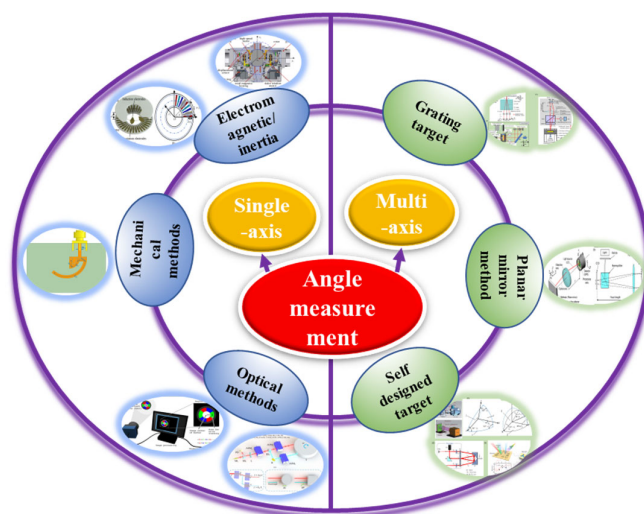 Electrom
agnetic/
inertia
Grating
target
Single
-axis
Multi
-axis
Mechani
cal
methods
Planar
mirror
method
Angle
measure
ment
Optical
methods
Self
designed
target